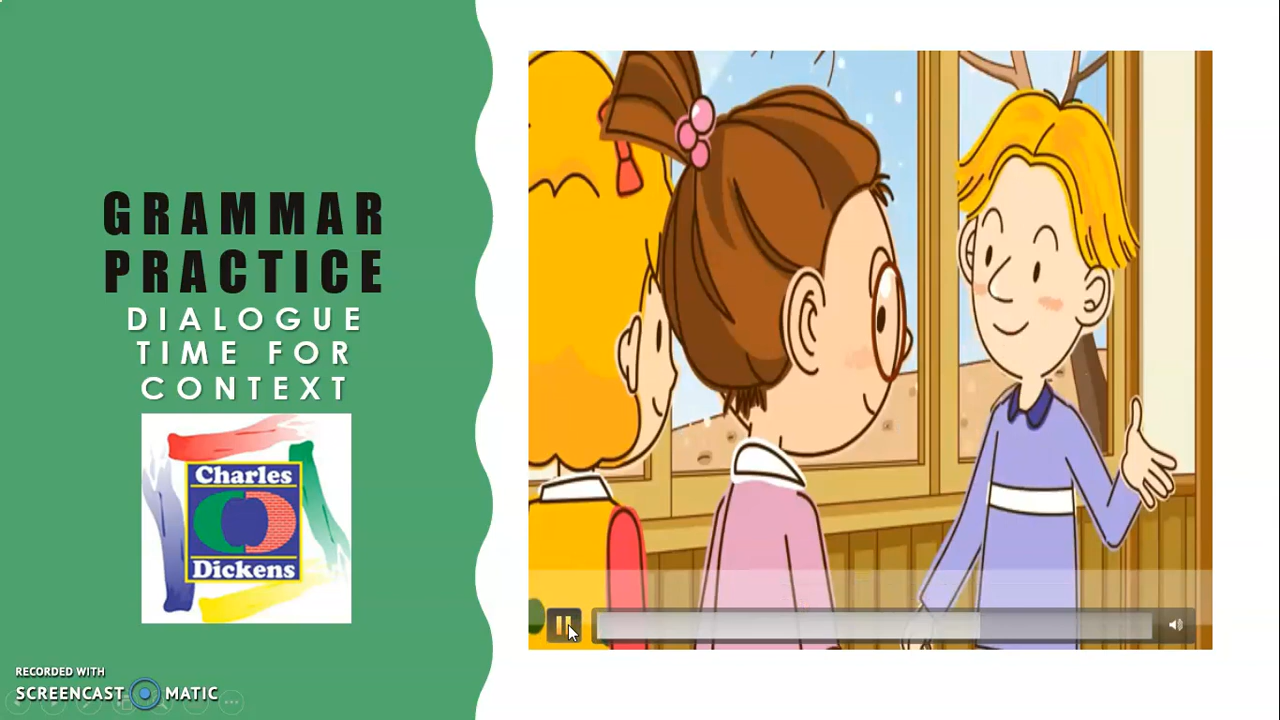 GRAMMAR
PRACTICE
DIALOGUE
TIME FOR
CONTEXT
Charles
Dickens
RECORDED WITH
SCREENCAST MATIC